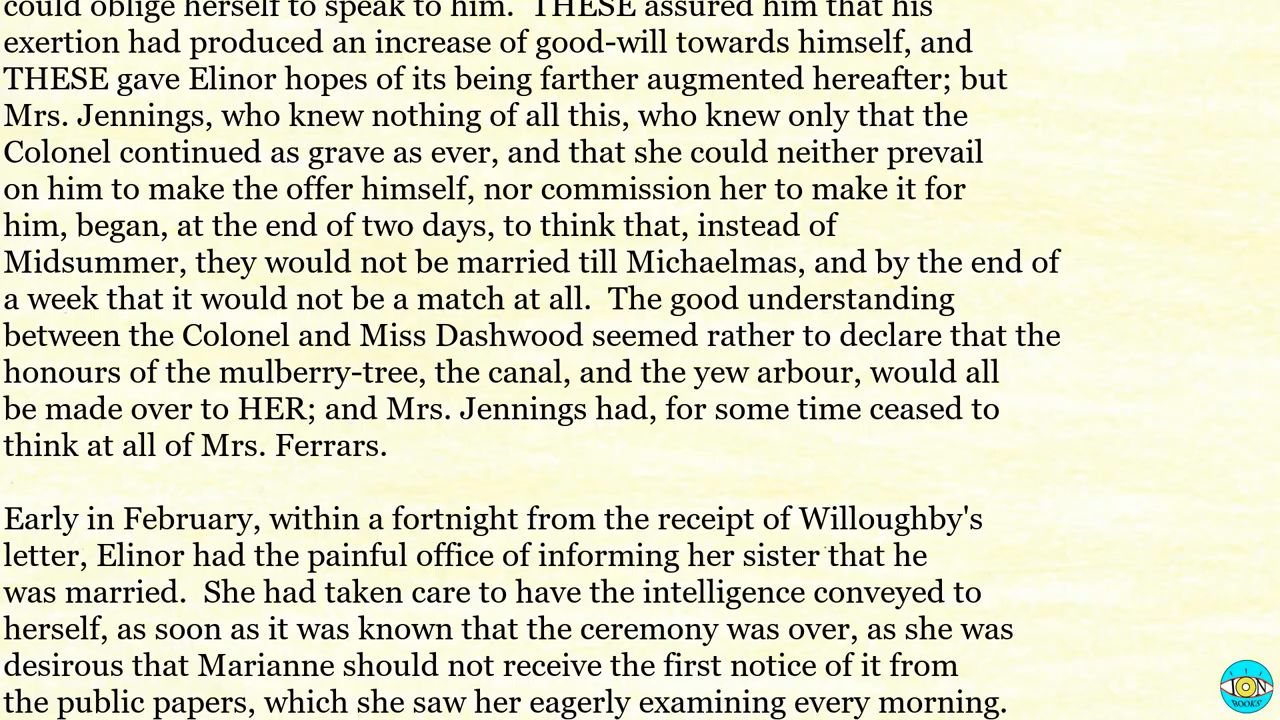 could oblige herself to speak to him.  THESE assured him that his
exertion had produced an increase of good-will towards himself, and
THESE gave Elinor hopes of its being farther augmented hereafter; but
Mrs. Jennings, who knew nothing of all this, who knew only that the
Colonel continued as grave as ever, and that she could neither prevail
on him to make the offer himself, nor commission her to make it for
him, began, at the end of two days, to think that, instead of
Midsummer, they would not be married till Michaelmas, and by the end of
a week that it would not be a match at all.  The good understanding
between the Colonel and Miss Dashwood seemed rather to declare that the
honours of the mulberry-tree, the canal, and the yew arbour, would all
be made over to HER; and Mrs. Jennings had, for some time ceased to
think at all of Mrs. Ferrars.
Early in February, within a fortnight from the receipt of Willoughby's
letter, Elinor had the painful office of informing her sister that he
was married.  She had taken care to have the intelligence conveyed to
herself, as soon as it was known that the ceremony was over, as she was
desirous that Marianne should not receive the first notice of it from
the public papers, which she saw her eagerly examining every morning.
ION
BOOKS